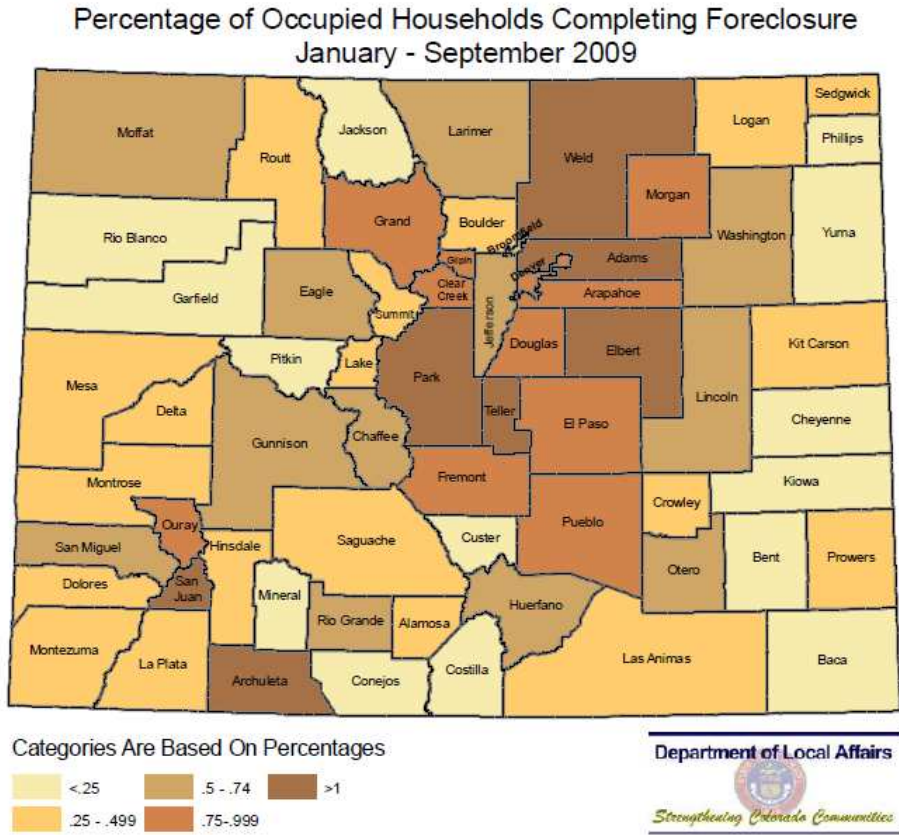 Percentage of Occupied Households Completing Foreclosure
January - September 2009
Moffat
Routt
Jackson
Larimer
Weld
Logan
Sedgwick
Phillips
Morgan
Grand
Boulder
Broomfield
Washington
Yuma
Rio Blanco
Garfield
Eagle
Summit
Gilpin
Clear
Creek
Jefferson
Denver
Adams
Arapahoe
Mesa
Pitkin
Lake
Park
Douglas
Elbert
Lincoln
Kit Carson
Delta
Gunnison
Chaffee
Teller
El Paso
Cheyenne
Montrose
Fremont
Kiowa
Ouray
Crowley
San Miguel
Hinsdale
Saguache
Custer
Pueblo
Otero
Bent
Prowers
Dolores
San
Juan
Mineral
Rio Grande
Alamosa
Huerfano
Montezuma
La Plata
Archuleta
Conejos
Costilla
Las Animas
Baca
Categories Are Based On Percentages
<.25
.5 - .74
>1
.25 - .499
.75-.999
Department of Local Affairs
Strengthening Colorado Communities